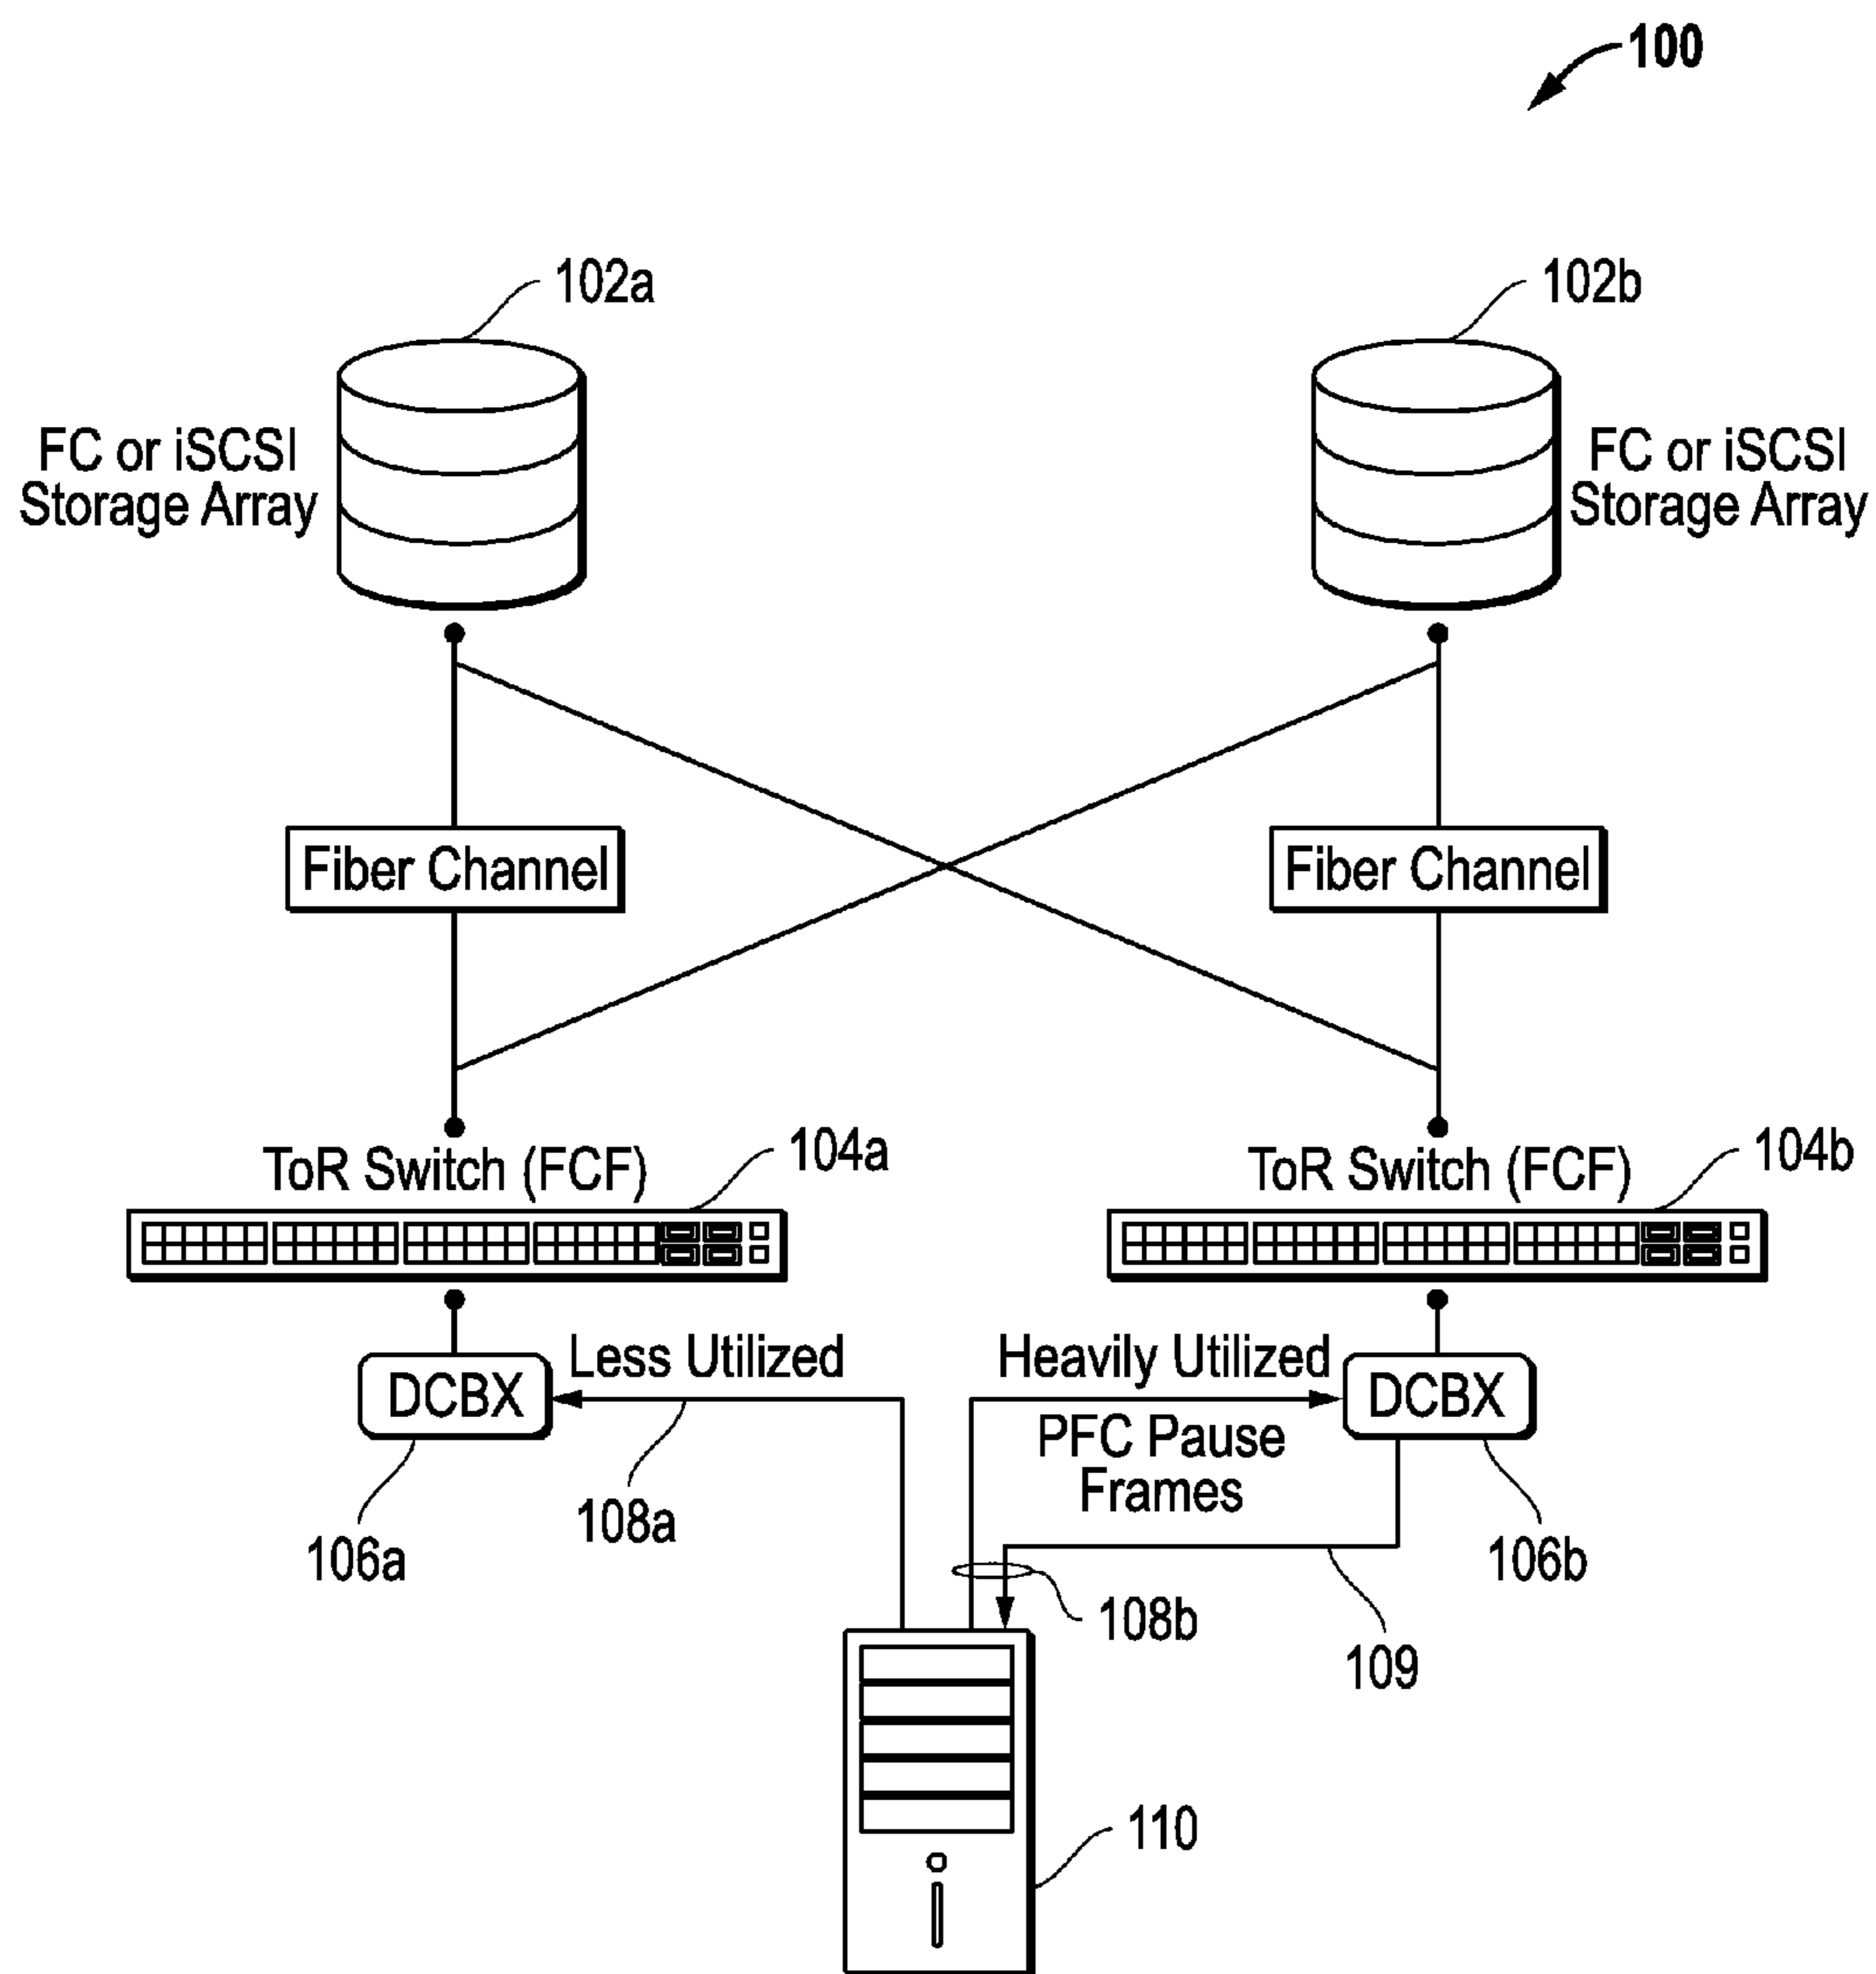 100
102a
102b
FC or iSCSI
Storage Array
FC or iSCSI
Storage Array
Fiber Channel
Fiber Channel
ToR Switch (FCF)
104a
ToR Switch (FCF)
104b
DCBX
Less Utilized
Heavily Utilized
DCBX
PFC Pause
Frames
106a
108a
106b
108b
109
110